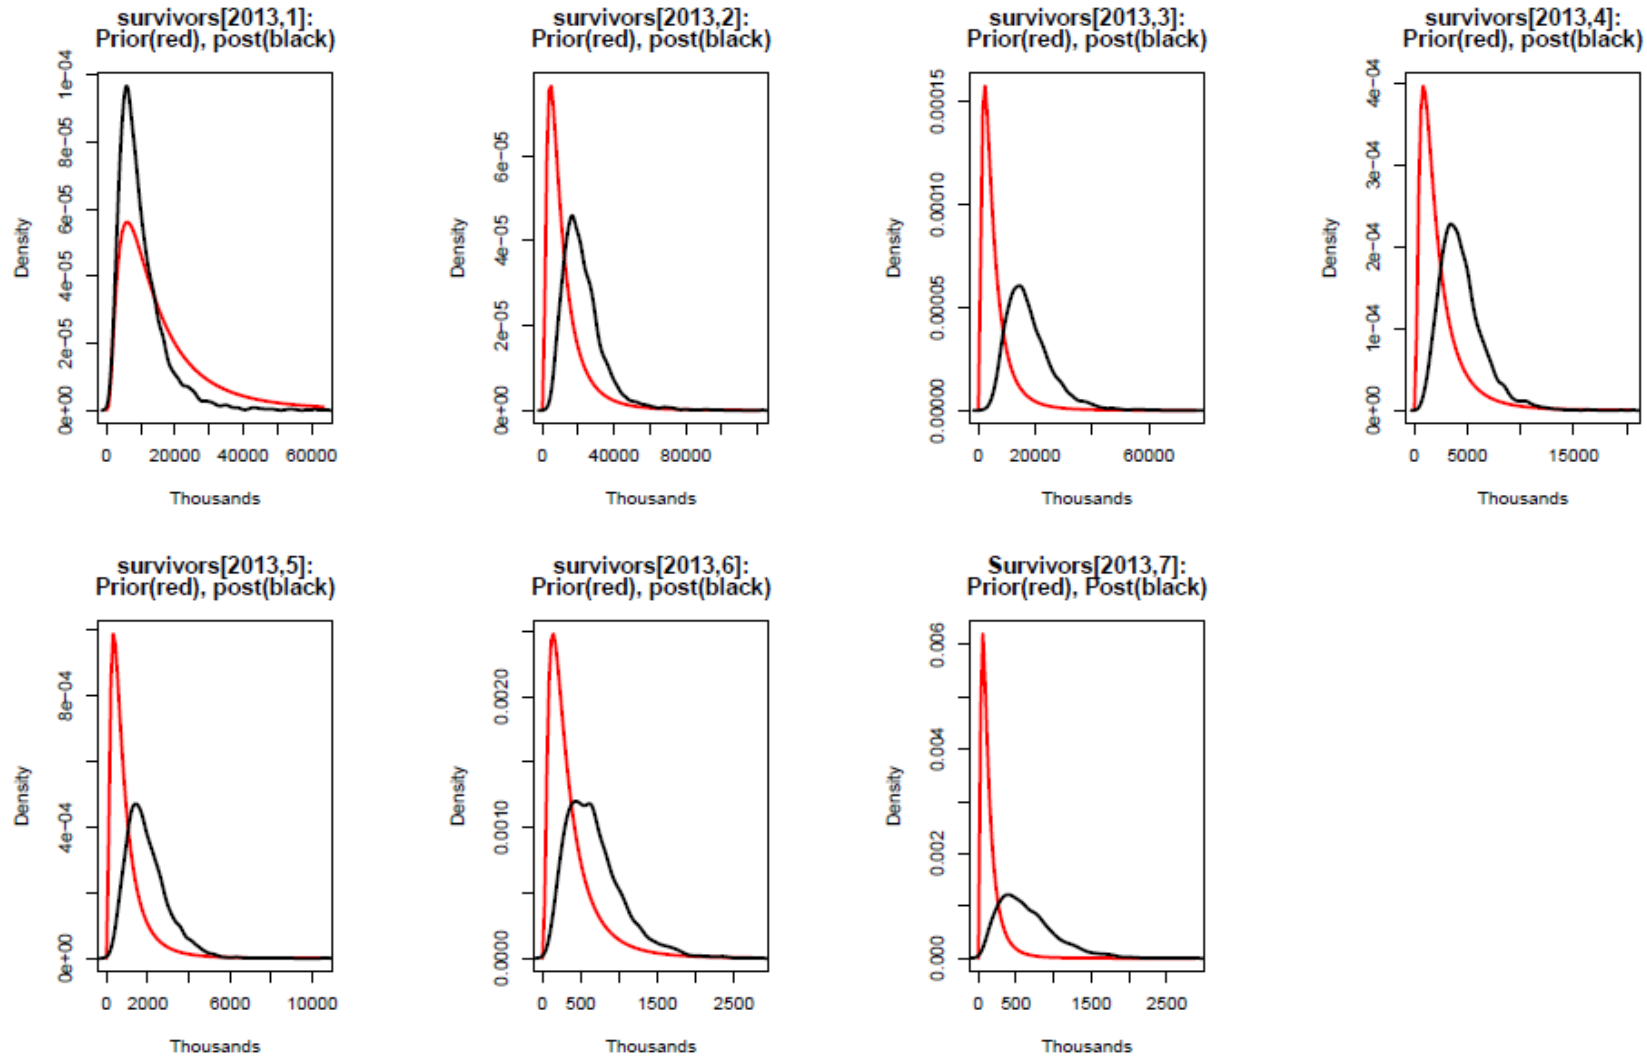 survivors[2013,1]:
Prior(red), post(black)
Density
0e+00 2e−05 4e−05 6e−05 8e−05 1e−04
0 20000 40000 60000
Thousands
survivors[2013,2]:
Prior(red), post(black)
Density
0e+00 2e−05 4e−05 6e−05
0 40000 80000
Thousands
survivors[2013,3]:
Prior(red), post(black)
Density
0.00000 0.00005 0.00010 0.00015
0 20000 60000
Thousands
survivors[2013,4]:
Prior(red), post(black)
Density
0e+00 1e−04 2e−04 3e−04 4e−04
0 5000 15000
Thousands
survivors[2013,5]:
Prior(red), post(black)
Density
0e+00 4e−04 8e−04
0 2000 6000 10000
Thousands
survivors[2013,6]:
Prior(red), post(black)
Density
0.0000 0.0010 0.0020
0 500 1500 2500
Thousands
Survivors[2013,7]:
Prior(red), Post(black)
Density
0.000 0.002 0.004 0.006
0 500 1500 2500
Thousands